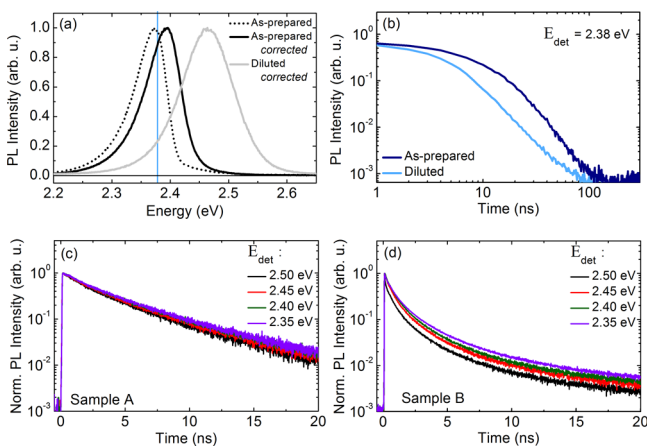 (a)
As-prepared
As-prepared
corrected
Diluted
corrected
PL Intensity (arb. u.)
1.0
0.8
0.6
0.4
0.2
0.0
2.2 2.3 2.4 2.5 2.6
Energy (eV)
(b)
E_det = 2.38 eV
PL Intensity (arb. u.)
10^0
10^-1
10^-2
10^-3
As-prepared
Diluted
1 10 100
Time (ns)
(c)
E_det :
2.50 eV
2.45 eV
2.40 eV
2.35 eV
Norm. PL Intensity (arb. u.)
10^0
10^-1
10^-2
10^-3
Sample A
0 5 10 15 20
Time (ns)
(d)
E_det :
2.50 eV
2.45 eV
2.40 eV
2.35 eV
Norm. PL Intensity (arb. u.)
10^0
10^-1
10^-2
10^-3
Sample B
0 5 10 15 20
Time (ns)